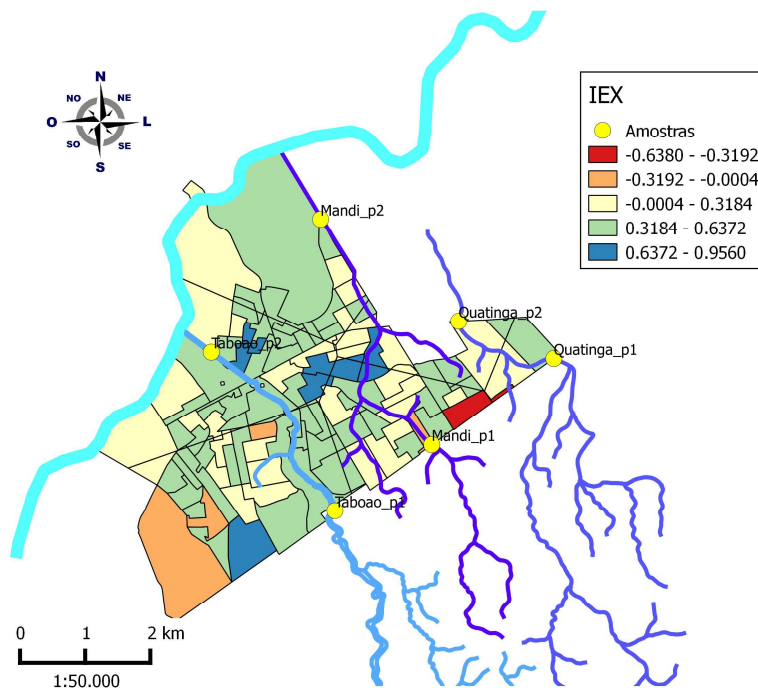 N
NO NE
O L
SO SE
S
IEX
Amostras
-0.6380 - -0.3192
-0.3192 - -0.0004
-0.0004 - 0.3184
0.3184 - 0.6372
0.6372 - 0.9560
Mandi_p2
Quatinga_p2
Taboao_p2
Quatinga_p1
Mandi_p1
Taboao_p1
0 1 2 km
1:50.000